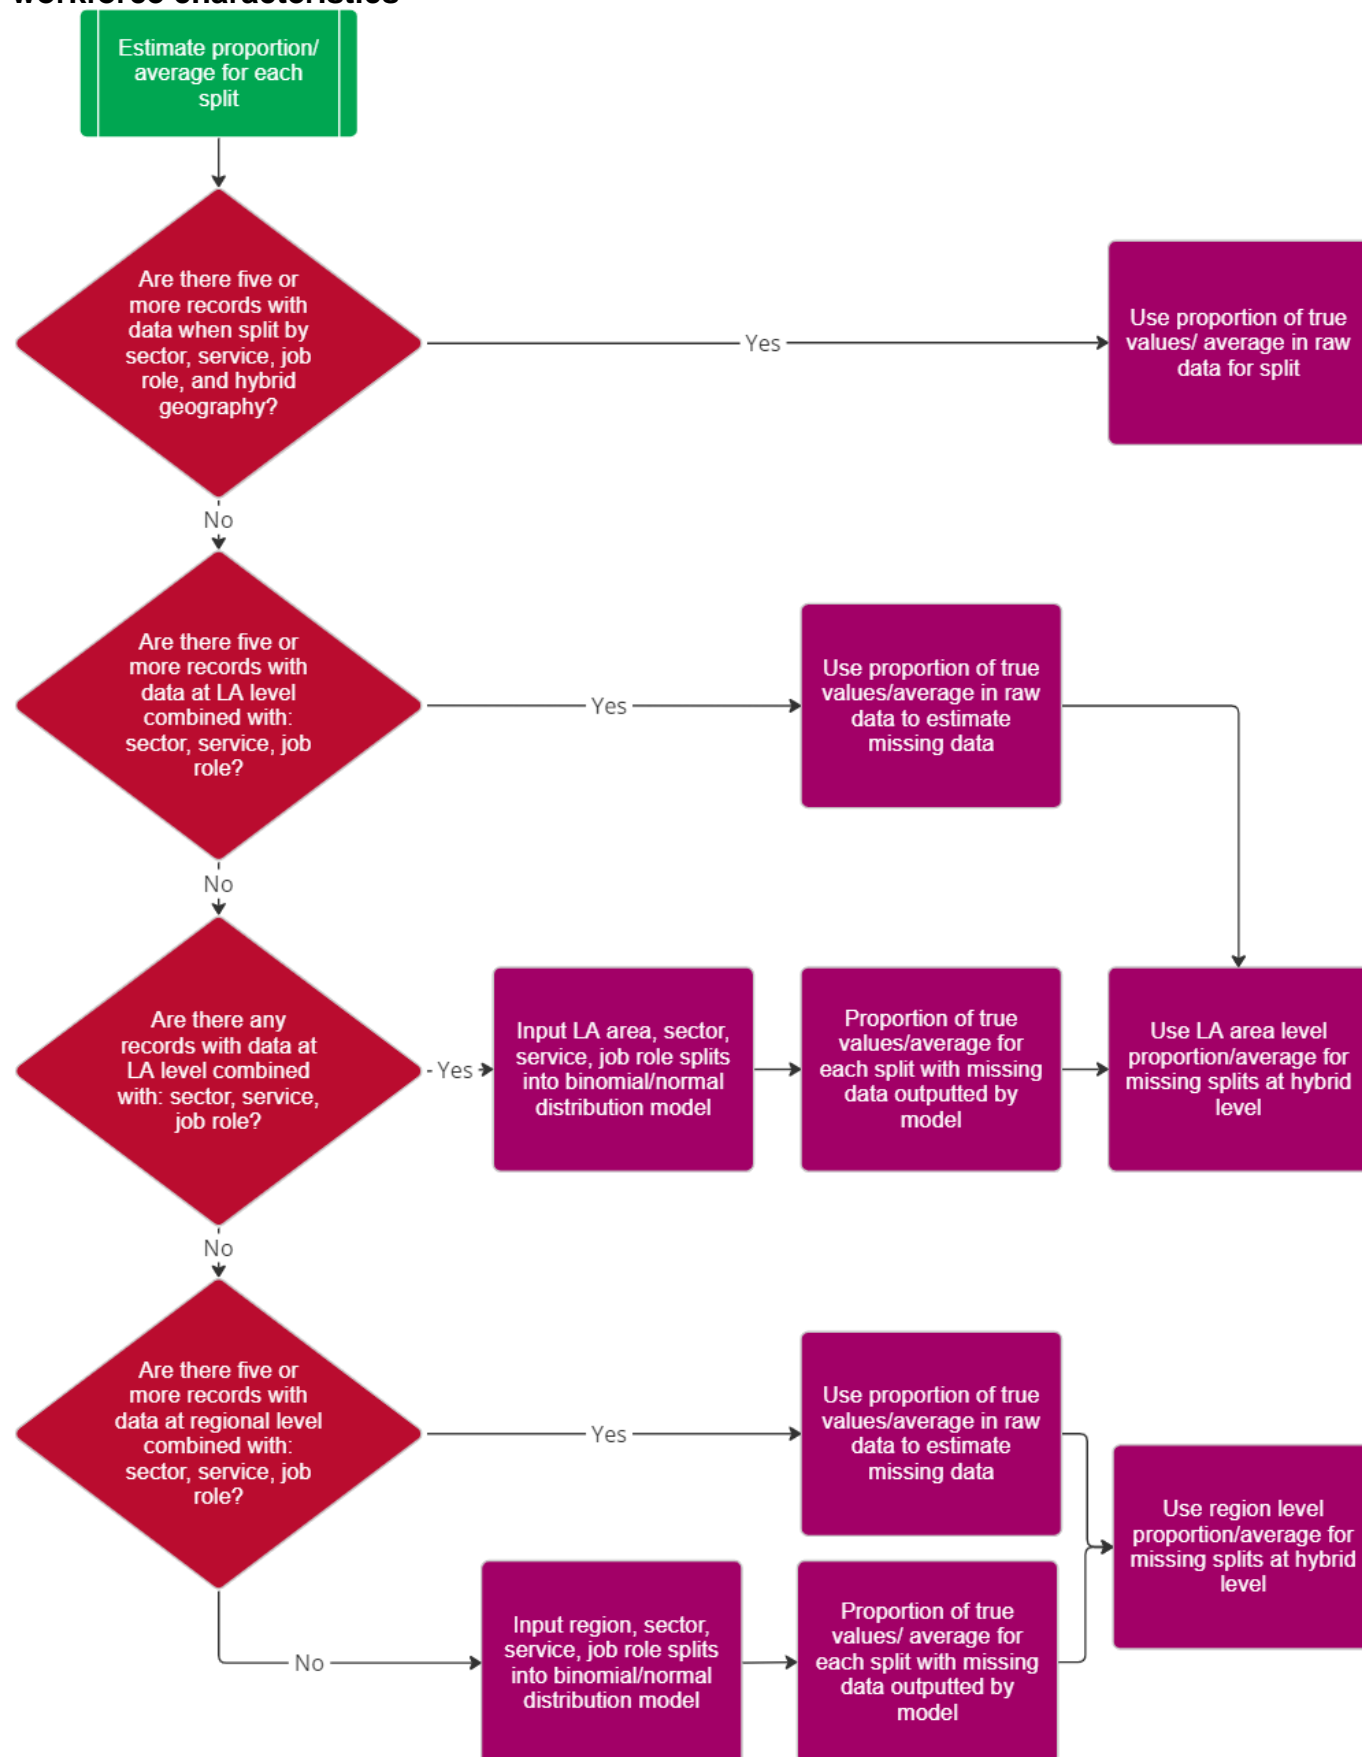 workforce characteristics
Estimate proportion/
average for each
split
Are there five or
more records with
data when split by
sector, service, job
role, and hybrid
geography?
Yes
Use proportion of true
values/ average in raw
data for split
No
Are there five or
more records with
data at LA level
combined with:
sector, service, job
role?
Yes
Use proportion of true
values/average in raw
data to estimate
missing data
No
Are there any
records with data at
LA level combined
with: sector, service,
job role?
Yes
Input LA area, sector,
service, job role splits
into binomial/normal
distribution model
Proportion of true
values/average for
each split with missing
data outputted by
model
Use LA area level
proportion/average for
missing splits at hybrid
level
No
Are there five or
more records with
data at regional level
combined with:
sector, service, job
role?
Yes
Use proportion of true
values/average in raw
data to estimate
missing data
Use region level
proportion/average for
missing splits at hybrid
level
No
Input region, sector,
service, job role splits
into binomial/normal
distribution model
Proportion of true
values/ average for
each split with missing
data outputted by
model